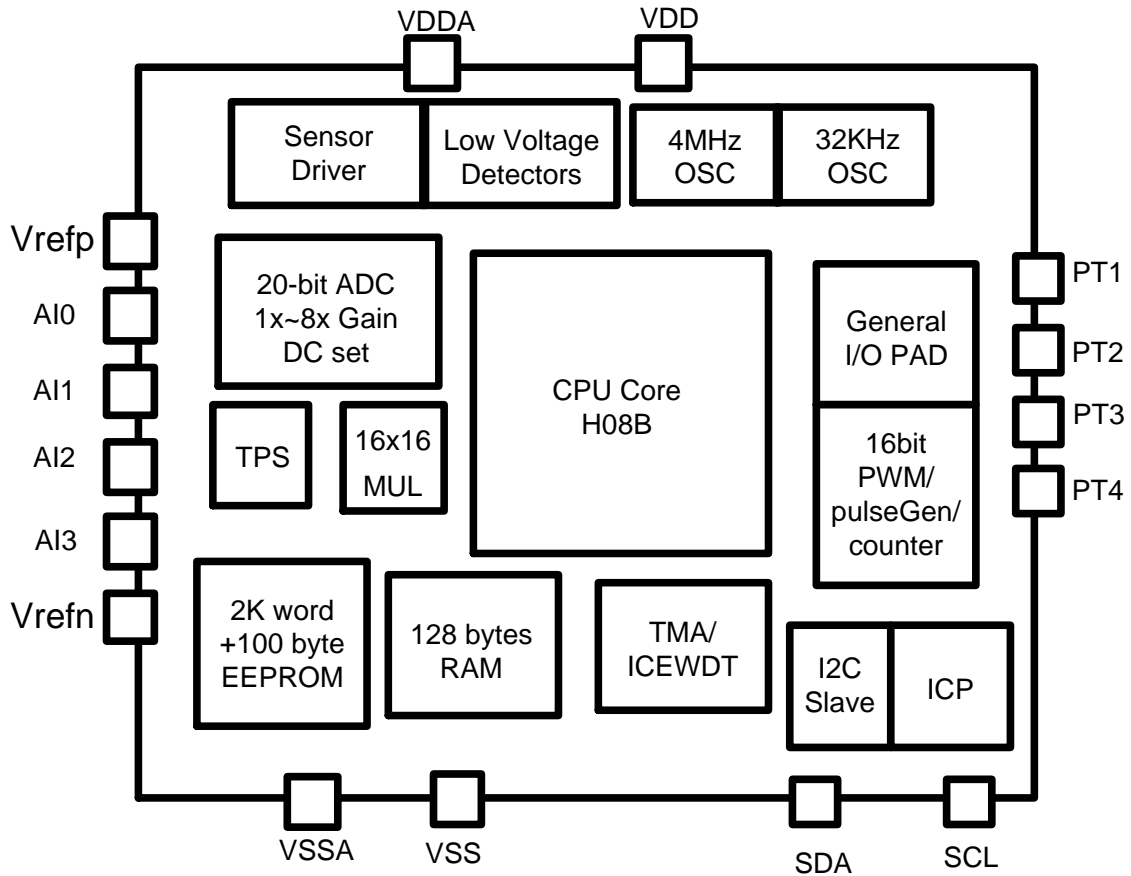 VDDA
VDD
Sensor
Driver
Low Voltage
Detectors
4MHz
OSC
32KHz
OSC
Vrefp
AI0
AI1
AI2
AI3
Vrefn
20-bit ADC
1x~8x Gain
DC set
TPS
16x16
MUL
CPU Core
H08B
General
I/O PAD
16bit
PWM/
pulseGen/
counter
PT1
PT2
PT3
PT4
2K word
+100 byte
EEPROM
128 bytes
RAM
TMA/
ICEWDT
I2C
Slave
ICP
VSSA
VSS
SDA
SCL